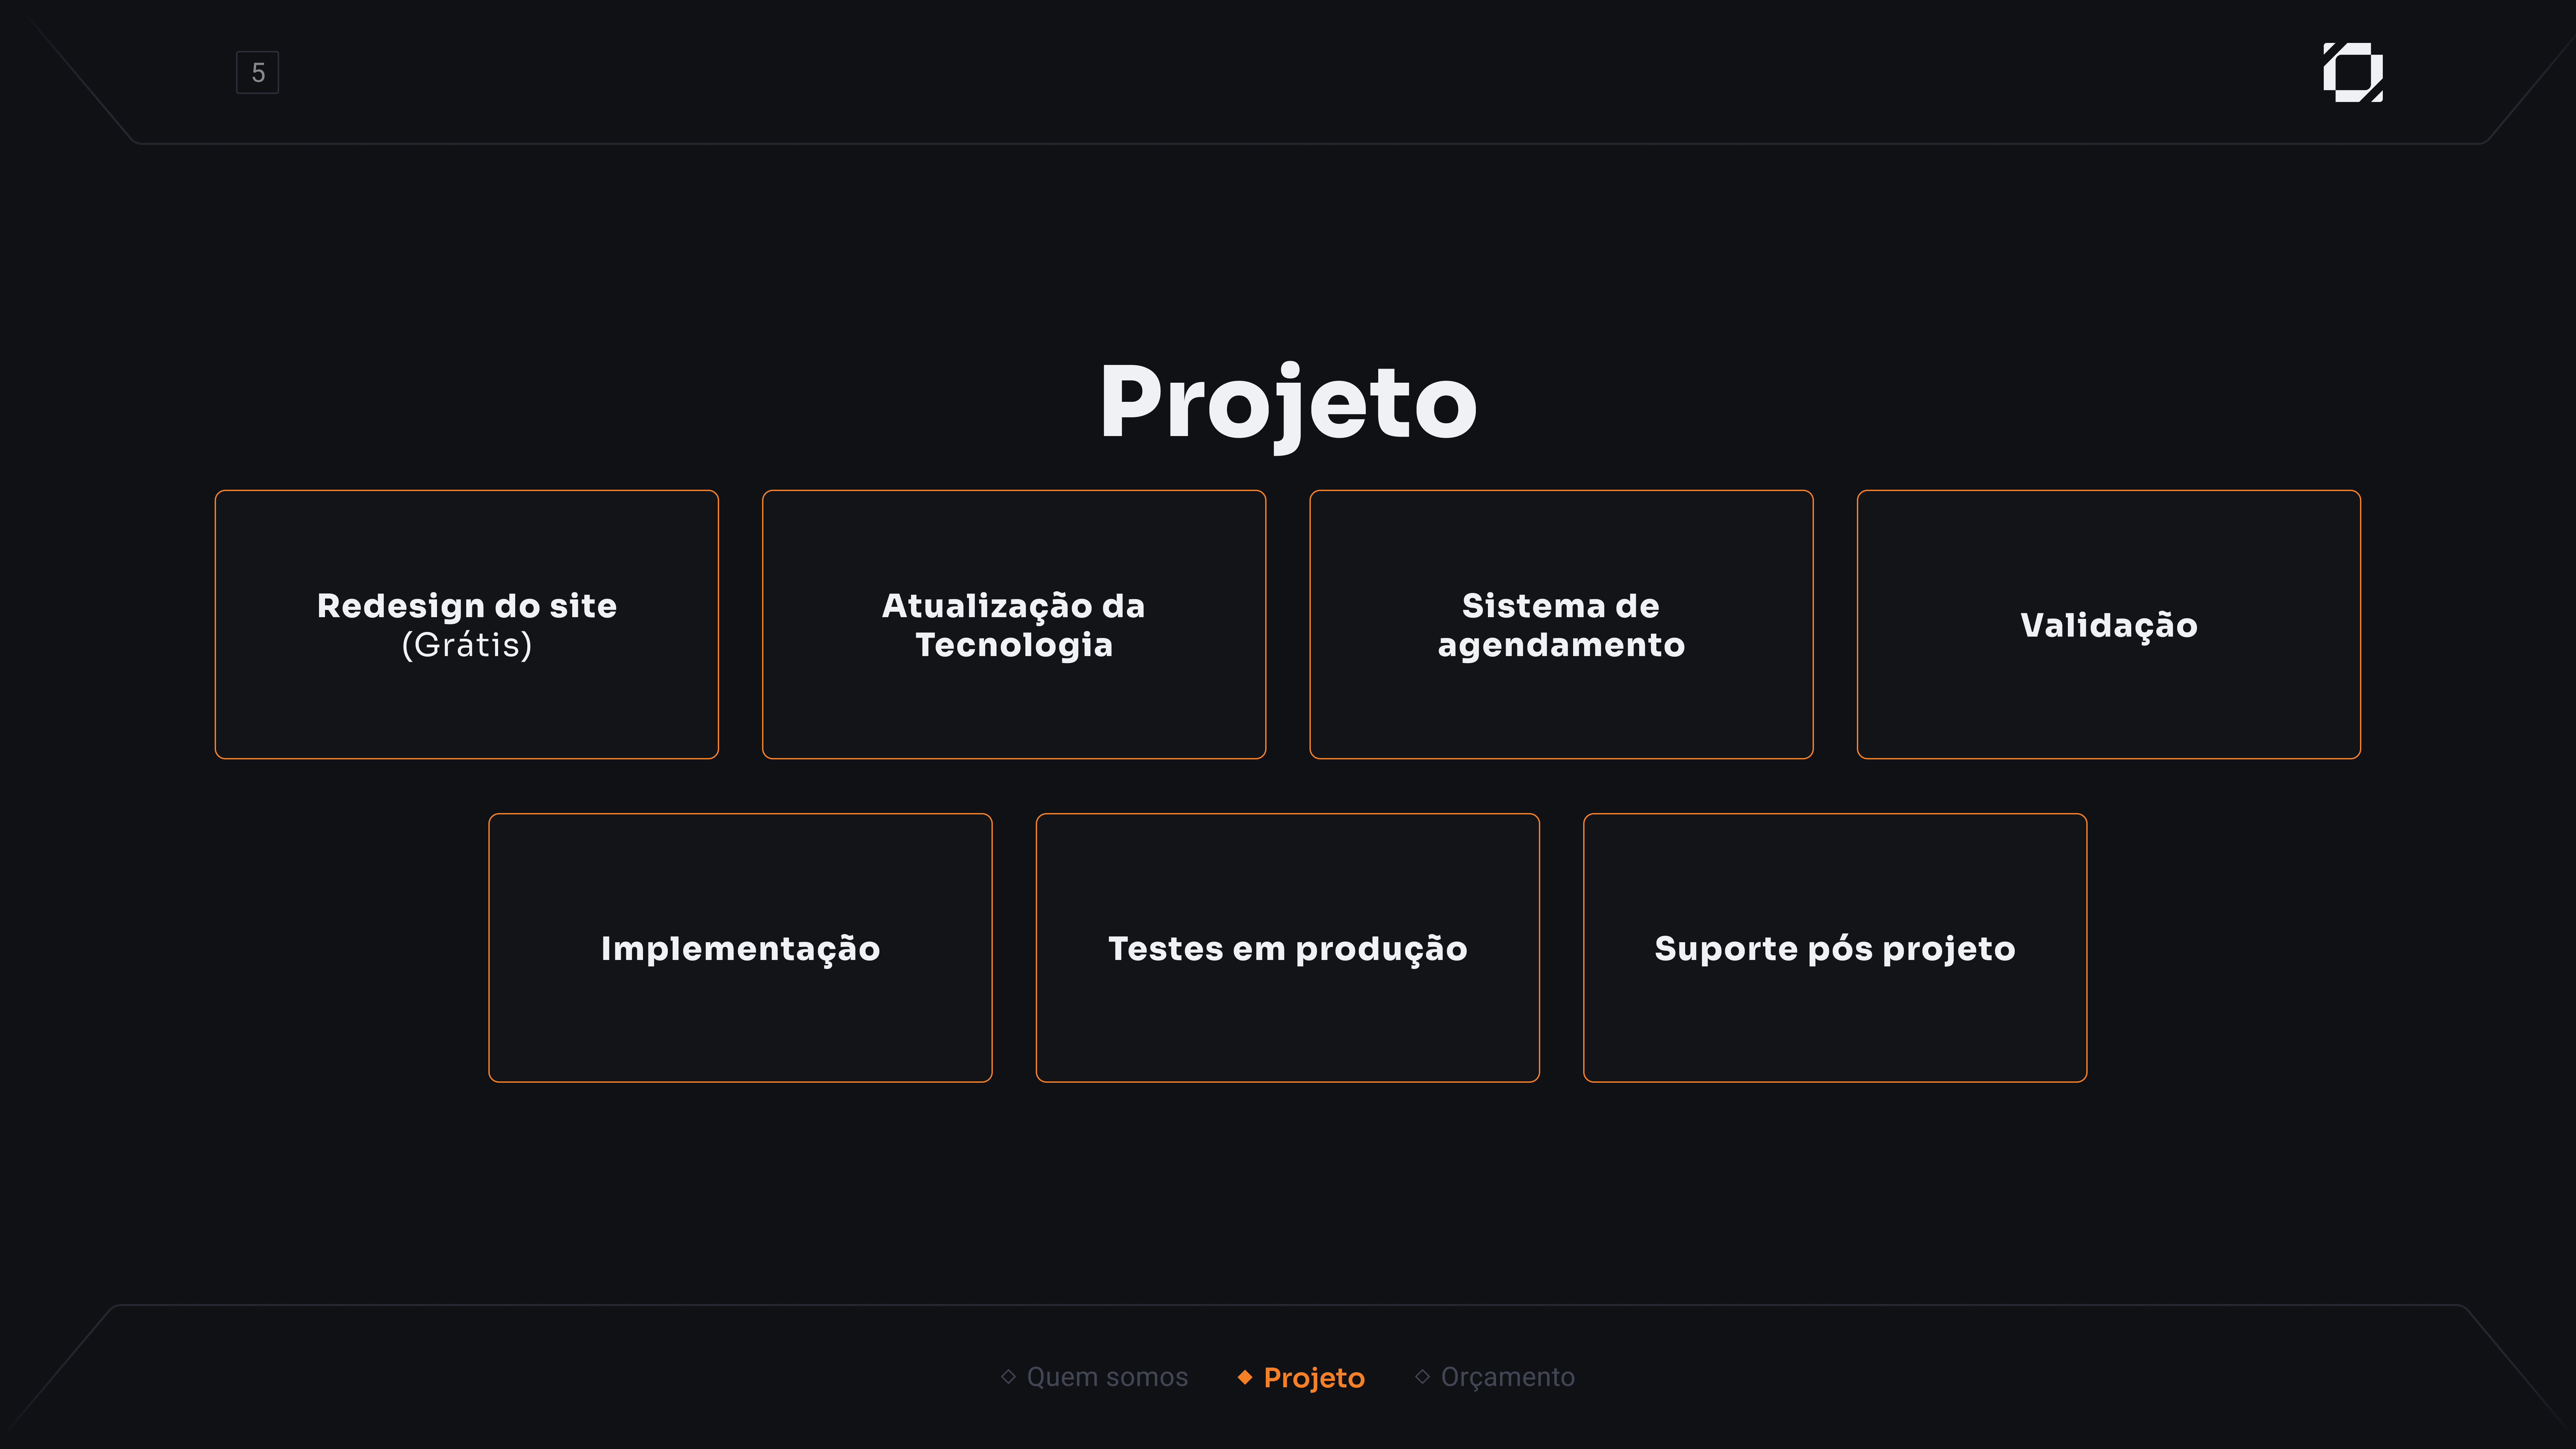 5
Projeto
Redesign do site
(Grátis)
Atualização da
Tecnologia
Sistema de
agendamento
Validação
Implementação
Testes em produção
Suporte pós projeto
Quem somos
Projeto
Orçamento